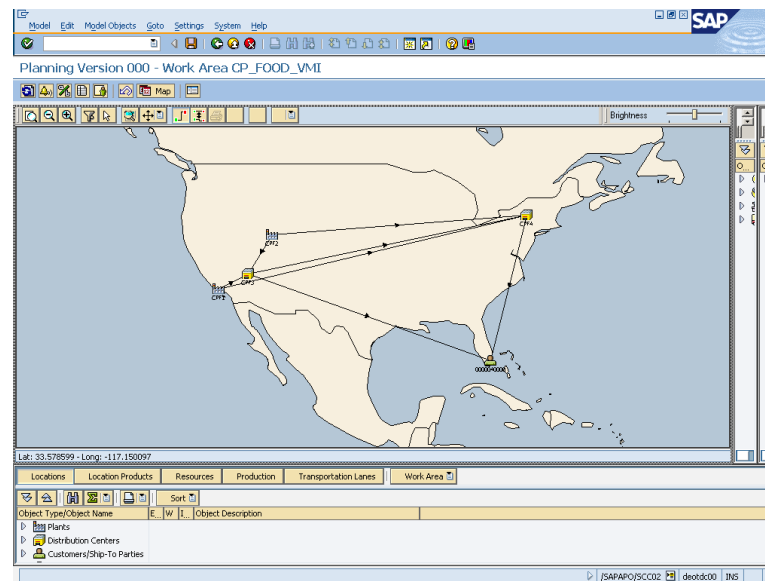 Model Edit Model Objects Goto Settings System Help
SAP
Planning Version 000 - Work Area CP_FOOD_VMI
Map
Brightness
CPF4
CPF2
CPF3
CPF1
Lat: 33.578599 - Long: -117.150097
Locations Location Products Resources Production Transportation Lanes Work Area
Sort
Object Type/Object Name E... W I... Object Description
Plants
Distribution Centers
Customers/Ship-To Parties
/SAPAPO/SCC02 deotdc00 INS